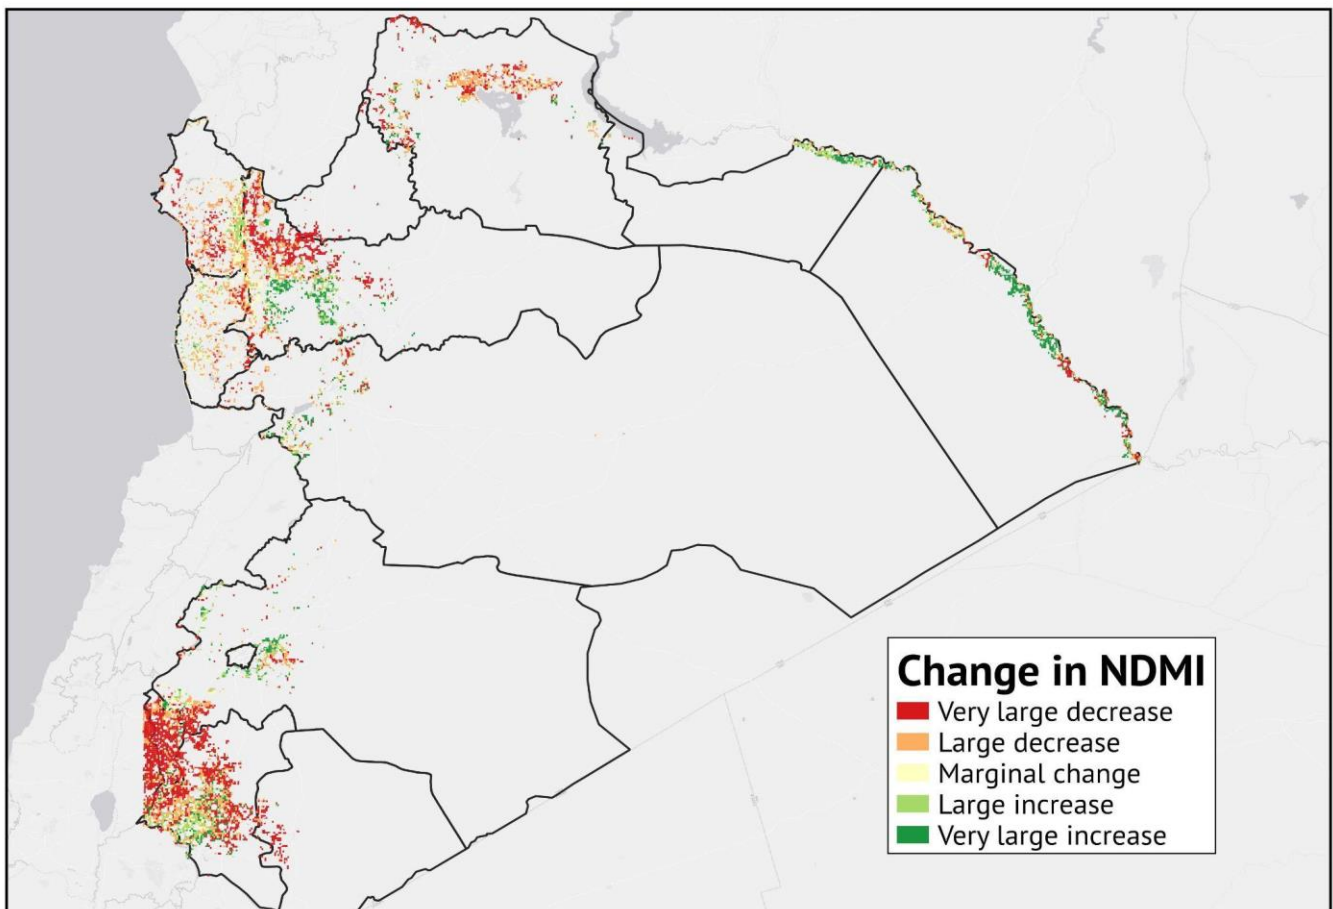 Change in NDMI
Very large decrease
Large decrease
Marginal change
Large increase
Very large increase